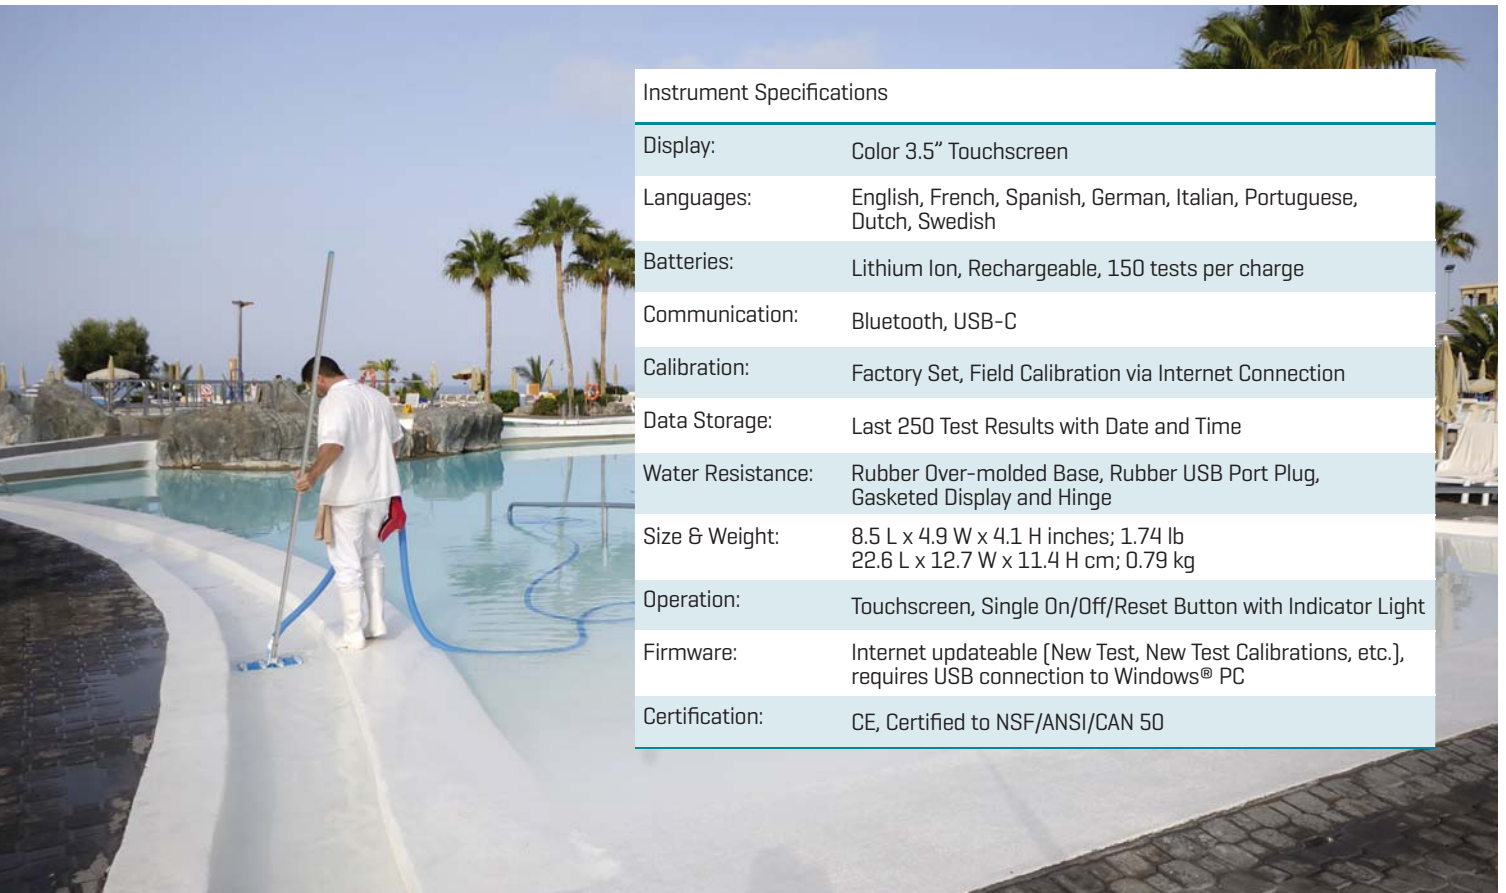 Instrument Specifications
Display: Color 3.5” Touchscreen
Languages: English, French, Spanish, German, Italian, Portuguese,
Dutch, Swedish
Batteries: Lithium Ion, Rechargeable, 150 tests per charge
Communication: Bluetooth, USB-C
Calibration: Factory Set, Field Calibration via Internet Connection
Data Storage: Last 250 Test Results with Date and Time
Water Resistance: Rubber Over-molded Base, Rubber USB Port Plug,
Gasketed Display and Hinge
Size & Weight: 8.5 L x 4.9 W x 4.1 H inches; 1.74 lb
22.6 L x 12.7 W x 11.4 H cm; 0.79 kg
Operation: Touchscreen, Single On/Off/Reset Button with Indicator Light
Firmware: Internet updateable (New Test, New Test Calibrations, etc.),
requires USB connection to Windows® PC
Certification: CE, Certified to NSF/ANSI/CAN 50